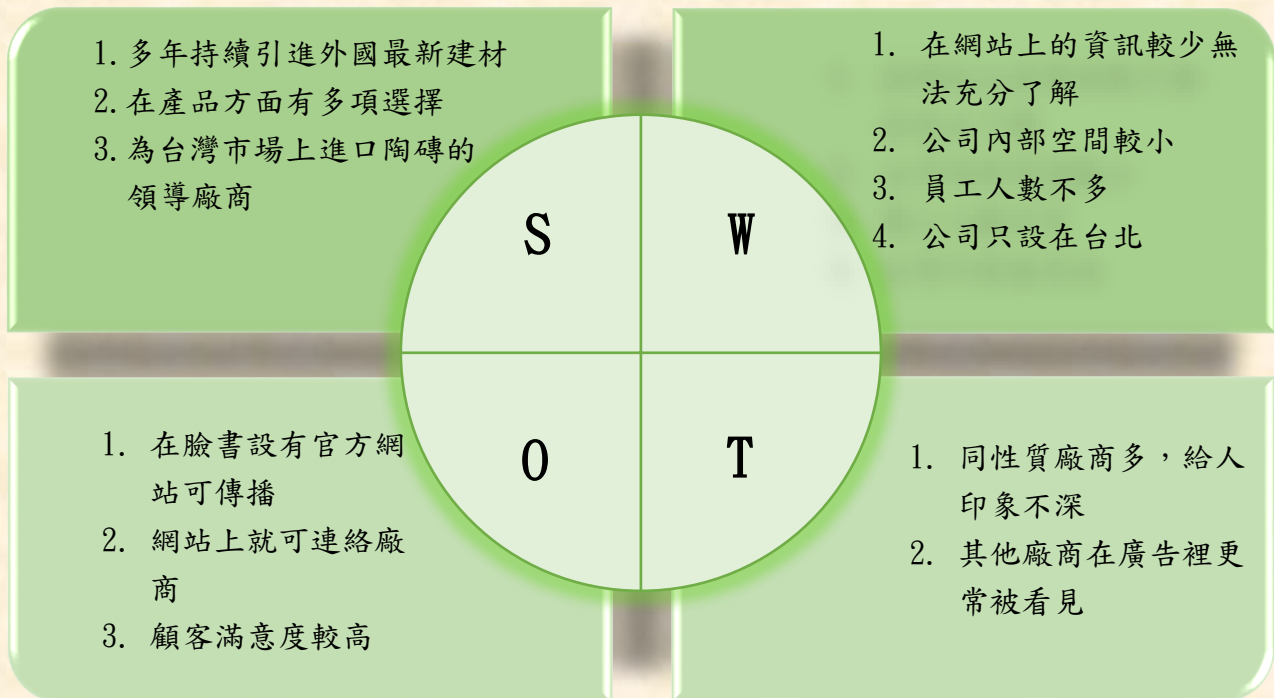 1.多年持續引進外國最新建材
2.在產品方面有多項選擇
3.為台灣市場上進口陶磚的
領導廠商
1. 在網站上的資訊較少無
法充分了解
2. 公司內部空間較小
3. 員工人數不多
4. 公司只設在台北
S
W
O
T
1. 在臉書設有官方網
站可傳播
2. 網站上就可連絡廠
商
3. 顧客滿意度較高
1. 同性質廠商多，給人
印象不深
2. 其他廠商在廣告裡更
常被看見